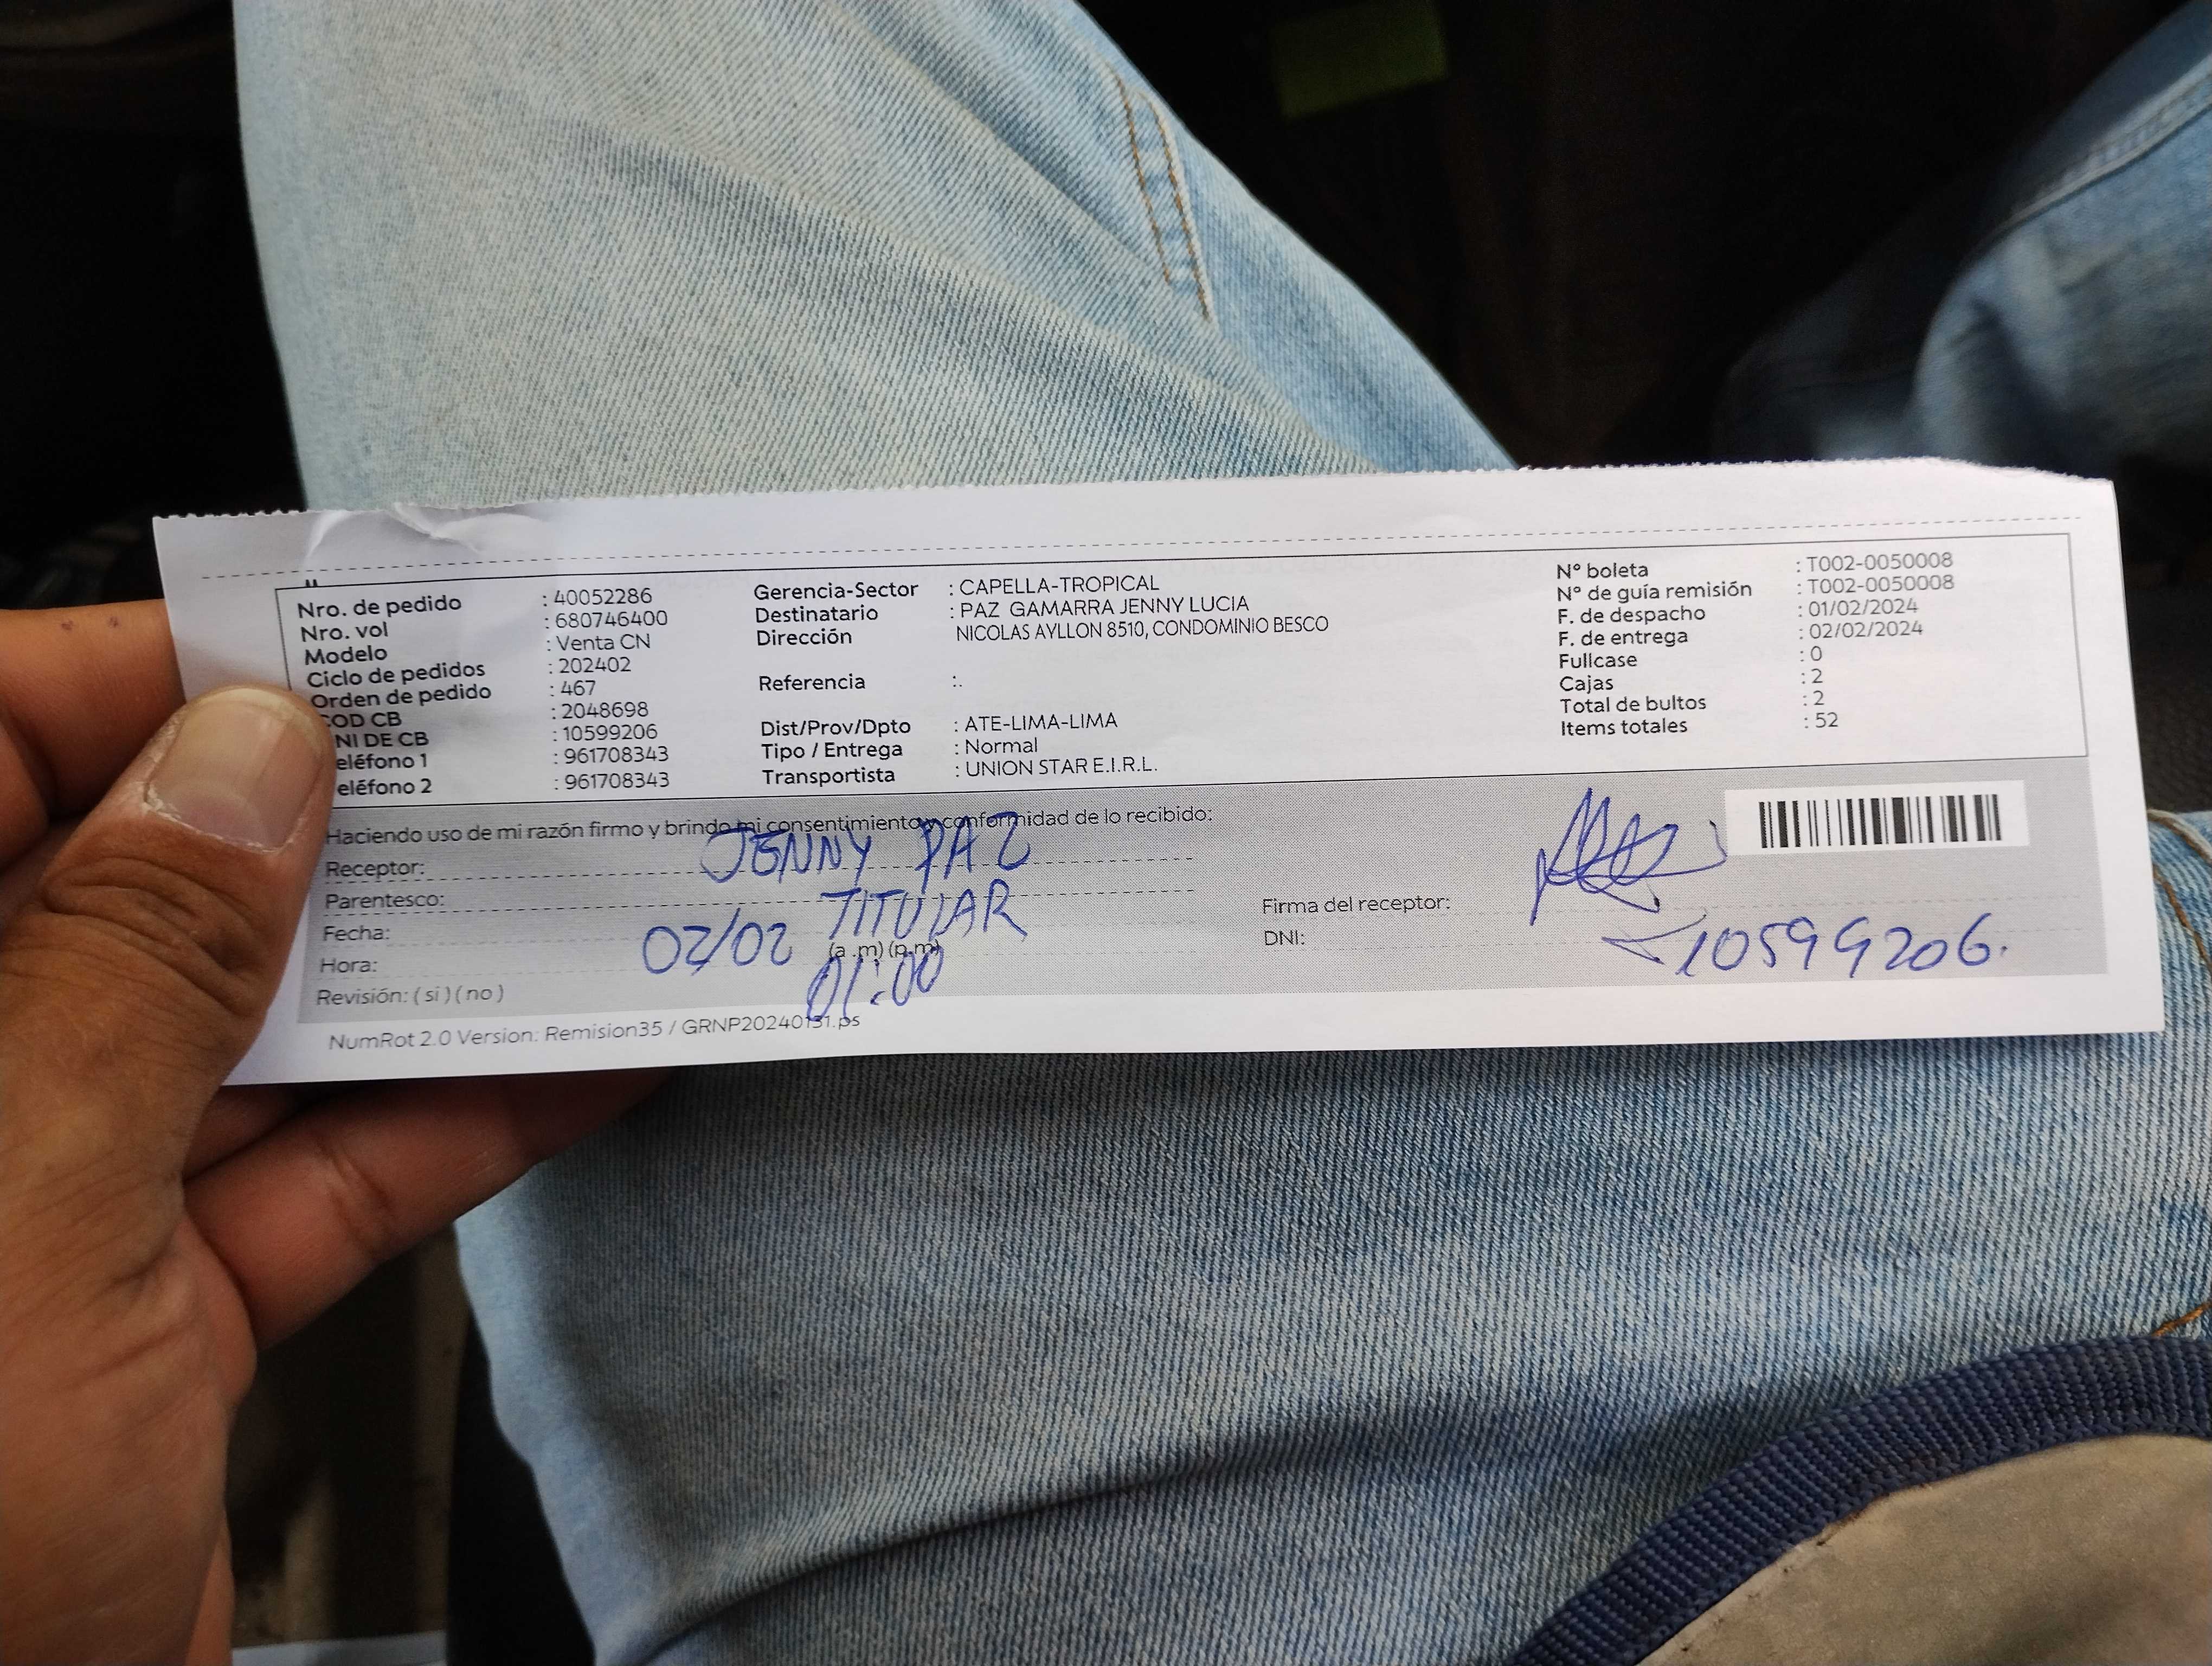 Nro. de pedido : 40052286
Nro. vol : 680746400
Modelo : Venta CN
Ciclo de pedidos : 202402
Orden de pedido : 467
COD CB : 2048698
NI DE CB : 10599206
eléfono 1 : 961708343
eléfono 2 : 961708343
Gerencia-Sector : CAPELLA-TROPICAL
Destinatario : PAZ GAMARRA JENNY LUCIA
Dirección NICOLAS AYLLON 8510, CONDOMINIO BESCO
Referencia :.
Dist/Prov/Dpto : ATE-LIMA-LIMA
Tipo / Entrega : Normal
Transportista : UNION STAR E.I.R.L.
N° boleta : T002-0050008
N° de guía remisión : T002-0050008
F. de despacho : 01/02/2024
F. de entrega : 02/02/2024
Fullcase : 0
Cajas : 2
Total de bultos : 2
Items totales : 52
Haciendo uso de mi razón firmo y brindo mi consentimiento y conformidad de lo recibido:
Receptor: JENNY PAZ
Parentesco: TITULAR
Fecha: 02/02
Hora: (a .m) (p.m) 01:00
Revisión: ( si ) ( no )
Firma del receptor:
DNI: 10599206.
NumRot 2.0 Version: Remision35 / GRNP20240131.ps